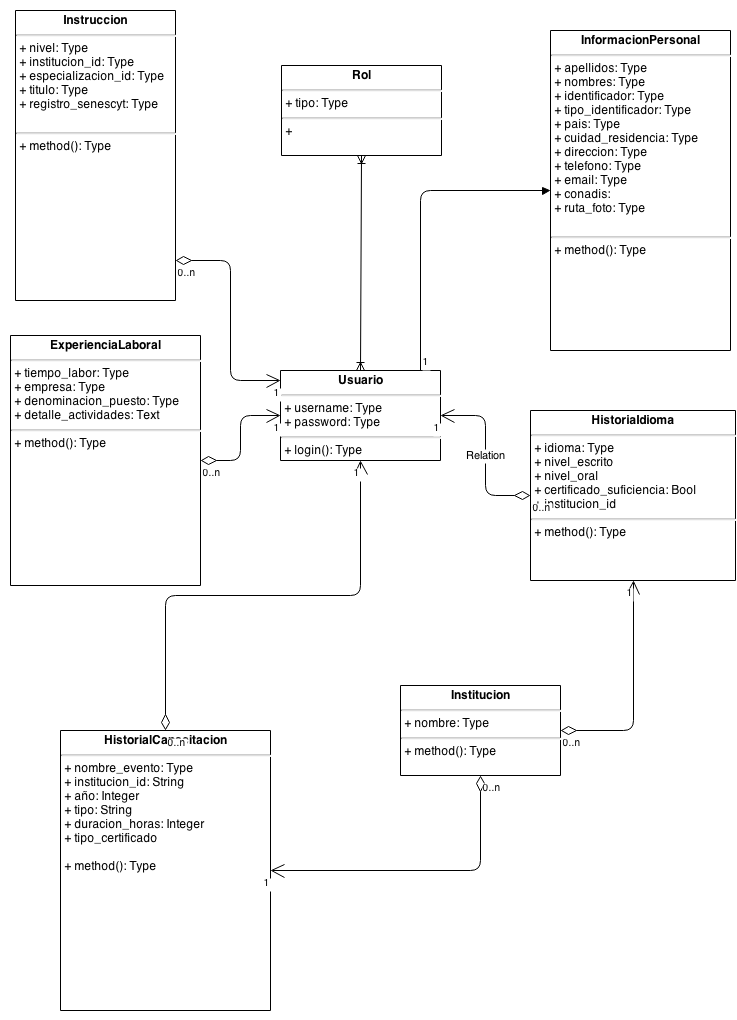 Instruccion
+ nivel: Type
+ institucion_id: Type
+ especializacion_id: Type
+ titulo: Type
+ registro_senescyt: Type
+ method(): Type
0..n
Rol
+ tipo: Type
+
InformacionPersonal
+ apellidos: Type
+ nombres: Type
+ identificador: Type
+ tipo_identificador: Type
+ pais: Type
+ cuidad_residencia: Type
+ direccion: Type
+ telefono: Type
+ email: Type
+ conadis:
+ ruta_foto: Type
+ method(): Type
ExperienciaLaboral
+ tiempo_labor: Type
+ empresa: Type
+ denominacion_puesto: Type
+ detalle_actividades: Text
+ method(): Type
0..n
1
1
1
Usuario
+ username: Type
+ password: Type
+ login(): Type
1
1
Relation
HistorialIdioma
+ idioma: Type
+ nivel_escrito
+ nivel_oral
+ certificado_suficiencia: Bool
+ institucion_id
0..n
+ method(): Type
1
Institucion
+ nombre: Type
+ method(): Type
0..n
0..n
0..n
+ nombre_evento: Type
+ institucion_id: String
+ año: Integer
+ tipo: String
+ duracion_horas: Integer
+ tipo_certificado
+ method(): Type
1